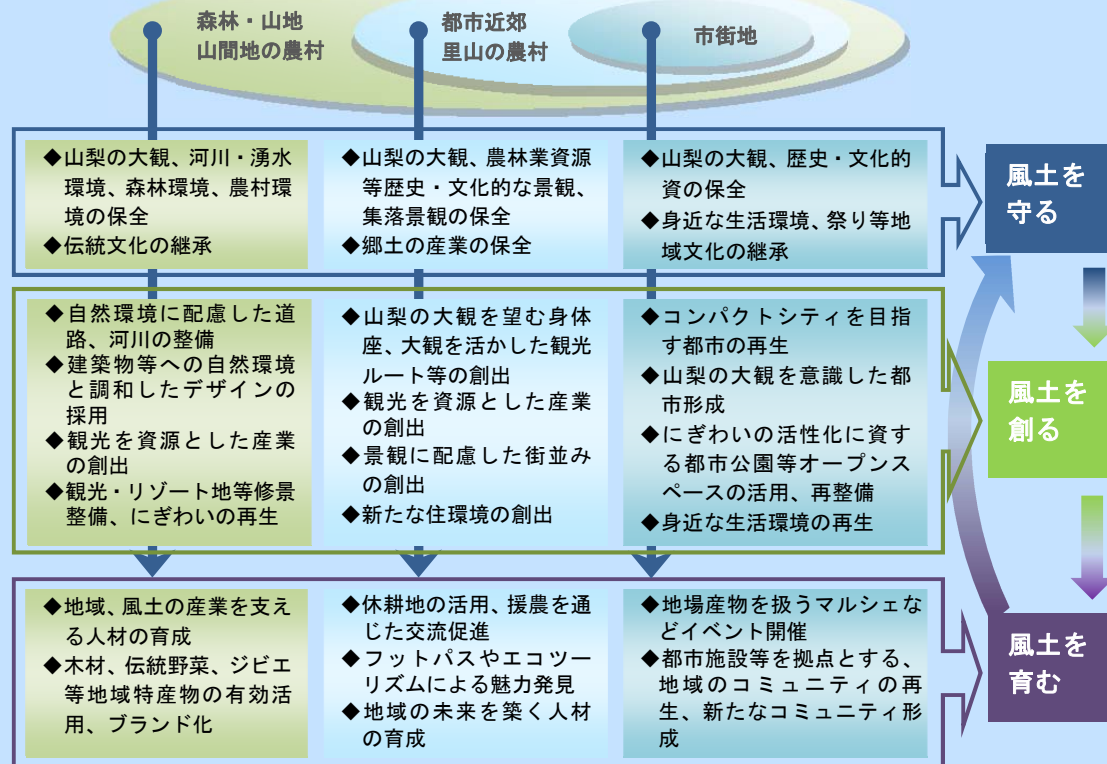 森林・山地
山間地の農村
都市近郊
里山の農村
市街地
◆山梨の大観、河川・湧水
環境、森林環境、農村環
境の保全
◆伝統文化の継承
◆山梨の大観、農林業資源
等歴史・文化的な景観、
集落景観の保全
◆郷土の産業の保全
◆山梨の大観、歴史・文化的
資の保全
◆身近な生活環境、祭り等地
域文化の継承
風土を
守る
◆自然環境に配慮した道
路、河川の整備
◆建築物等への自然環境
と調和したデザインの
採用
◆観光を資源とした産業
の創出
◆観光・リゾート地等修景
整備、にぎわいの再生
◆山梨の大観を望む身体
座、大観を活かした観光
ルート等の創出
◆観光を資源とした産業
の創出
◆景観に配慮した街並み
の創出
◆新たな住環境の創出
◆コンパクトシティを目指
す都市の再生
◆山梨の大観を意識した都
市形成
◆にぎわいの活性化に資す
る都市公園等オープンス
ペースの活用、再整備
◆身近な生活環境の再生
風土を
創る
◆地域、風土の産業を支え
る人材の育成
◆木材、伝統野菜、ジビエ
等地域特産物の有効活
用、ブランド化
◆休耕地の活用、援農を通
じた交流促進
◆フットパスやエコツー
リズムによる魅力発見
◆地域の未来を築く人材
の育成
◆地場産物を扱うマルシェな
どイベント開催
◆都市施設等を拠点とする、
地域のコミュニティの再
生、新たなコミュニティ形
成
風土を
育む